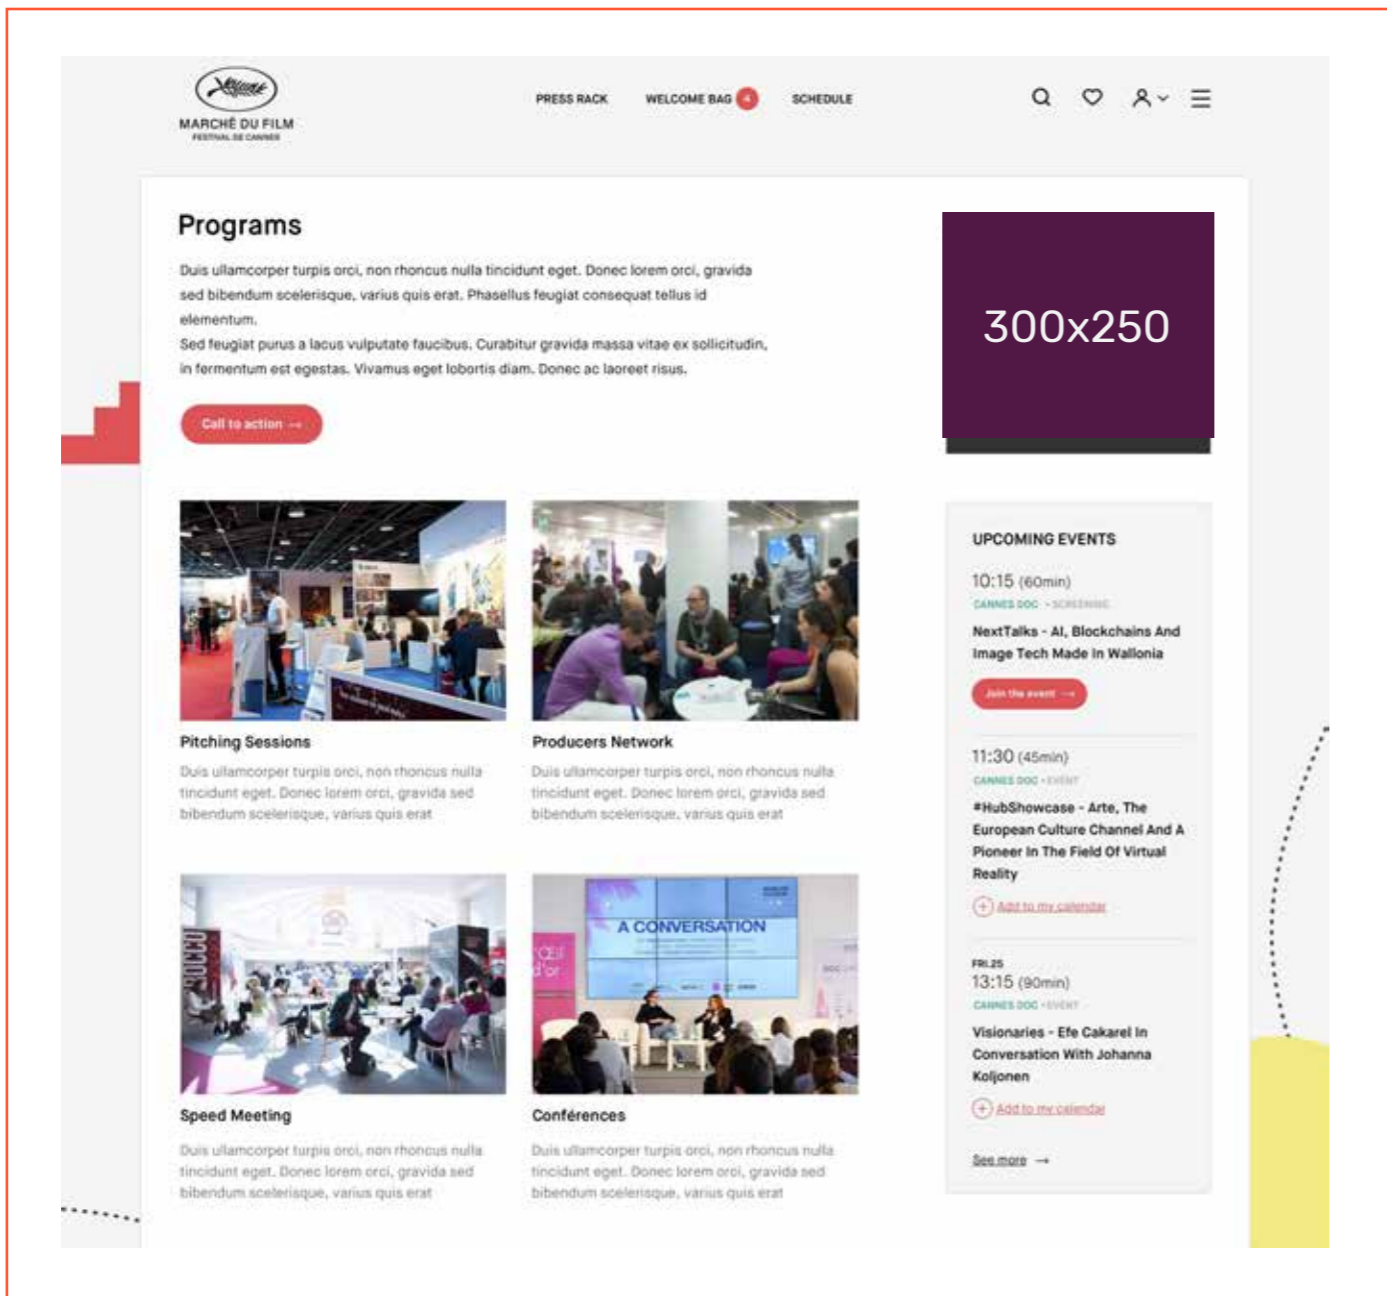 MARCHÉ DU FILM
FESTIVAL DE CANNES
PRESS RACK
WELCOME BAG 4
SCHEDULE
Programs
Duis ullamcorper turpis orci, non rhoncus nulla tincidunt eget. Donec lorem orci, gravida
sed bibendum scelerisque, varius quis erat. Phasellus feugiat consequat tellus id
elementum.
Sed feugiat purus a lacus vulputate faucibus. Curabitur gravida massa vitae ex sollicitudin,
in fermentum est egestas. Vivamus eget lobortis diam. Donec ac laoreet risus.
Call to action →
300x250
Pitching Sessions
Duis ullamcorper turpis orci, non rhoncus nulla
tincidunt eget. Donec lorem orci, gravida sed
bibendum scelerisque, varius quis erat
Producers Network
Duis ullamcorper turpis orci, non rhoncus nulla
tincidunt eget. Donec lorem orci, gravida sed
bibendum scelerisque, varius quis erat
A CONVERSATION
L'ŒIL
d'or
Speed Meeting
Duis ullamcorper turpis orci, non rhoncus nulla
tincidunt eget. Donec lorem orci, gravida sed
bibendum scelerisque, varius quis erat
Conférences
Duis ullamcorper turpis orci, non rhoncus nulla
tincidunt eget. Donec lorem orci, gravida sed
bibendum scelerisque, varius quis erat
UPCOMING EVENTS
10:15 (60min)
CANNES DOC • SCREENING
NextTalks - AI, Blockchains And
Image Tech Made In Wallonia
Join the event →
11:30 (45min)
CANNES DOC • EVENT
#HubShowcase - Arte, The
European Culture Channel And A
Pioneer In The Field Of Virtual
Reality
Add to my calendar
FRI.25
13:15 (90min)
CANNES DOC • EVENT
Visionaries - Efe Cakarel In
Conversation With Johanna
Koljonen
Add to my calendar
See more →